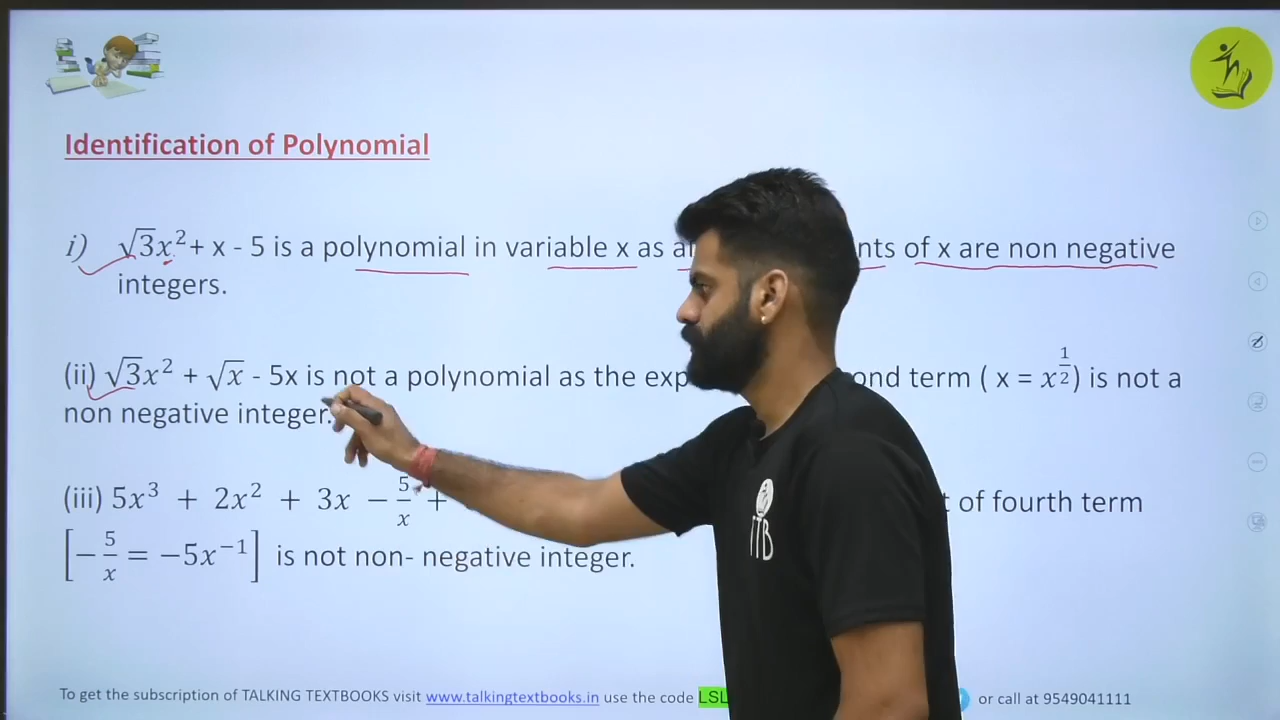 Identification of Polynomial
i) √3x² + x - 5 is a polynomial in variable x as nts of x are non negative
integers.
(ii) √3x² + √x - 5x is not a polynomial as the exp ond term ( x = x^(1/2)) is not a
non negative integer.
(iii) 5x³ + 2x² + 3x − 5/x + of fourth term
[−5/x = −5x⁻¹] is not non- negative integer.
TTB
To get the subscription of TALKING TEXTBOOKS visit www.talkingtextbooks.in use the code LSL or call at 9549041111